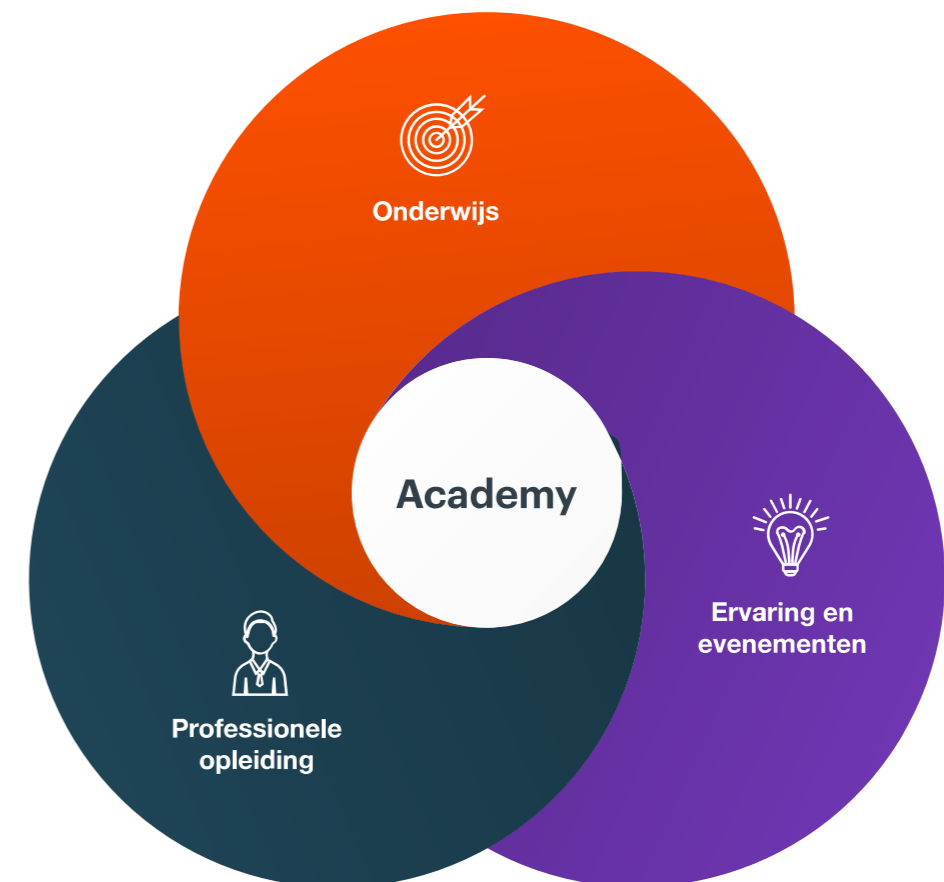 Onderwijs
Academy
Ervaring en
evenementen
Professionele
opleiding